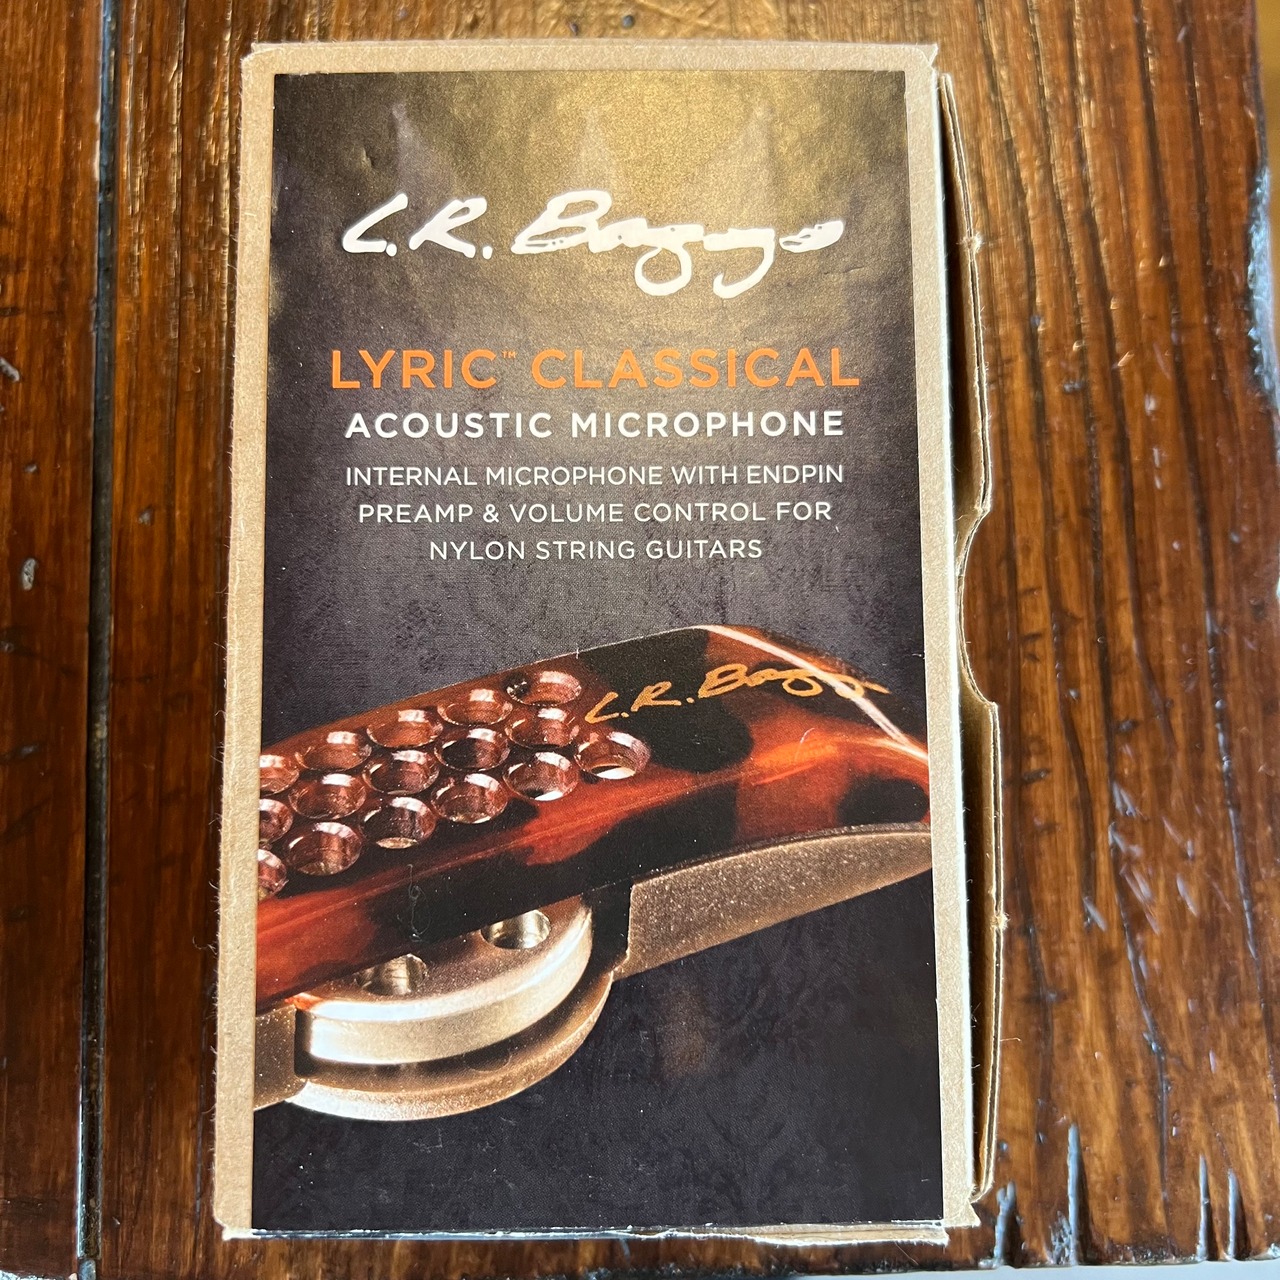 L.R. Baggs
LYRIC™ CLASSICAL
ACOUSTIC MICROPHONE
INTERNAL MICROPHONE WITH ENDPIN
PREAMP & VOLUME CONTROL FOR
NYLON STRING GUITARS
L.R. Baggs